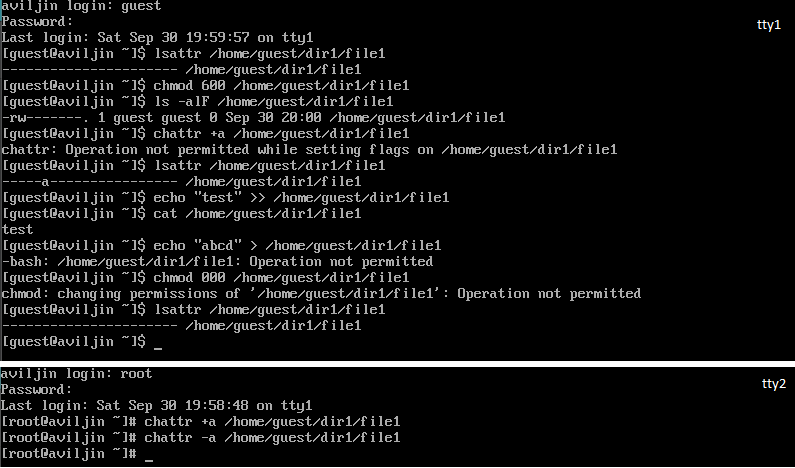 aviljin login: guest
tty1
Password:
Last login: Sat Sep 30 19:59:57 on tty1
[guest@aviljin ~]$ lsattr /home/guest/dir1/file1
---------------------- /home/guest/dir1/file1
[guest@aviljin ~]$ chmod 600 /home/guest/dir1/file1
[guest@aviljin ~]$ ls -alF /home/guest/dir1/file1
-rw-------. 1 guest guest 0 Sep 30 20:00 /home/guest/dir1/file1
[guest@aviljin ~]$ chattr +a /home/guest/dir1/file1
chattr: Operation not permitted while setting flags on /home/guest/dir1/file1
[guest@aviljin ~]$ lsattr /home/guest/dir1/file1
-----a---------------- /home/guest/dir1/file1
[guest@aviljin ~]$ echo "test" >> /home/guest/dir1/file1
[guest@aviljin ~]$ cat /home/guest/dir1/file1
test
[guest@aviljin ~]$ echo "abcd" > /home/guest/dir1/file1
-bash: /home/guest/dir1/file1: Operation not permitted
[guest@aviljin ~]$ chmod 000 /home/guest/dir1/file1
chmod: changing permissions of '/home/guest/dir1/file1': Operation not permitted
[guest@aviljin ~]$ lsattr /home/guest/dir1/file1
---------------------- /home/guest/dir1/file1
[guest@aviljin ~]$ _
aviljin login: root
tty2
Password:
Last login: Sat Sep 30 19:58:48 on tty1
[root@aviljin ~]# chattr +a /home/guest/dir1/file1
[root@aviljin ~]# chattr -a /home/guest/dir1/file1
[root@aviljin ~]# _